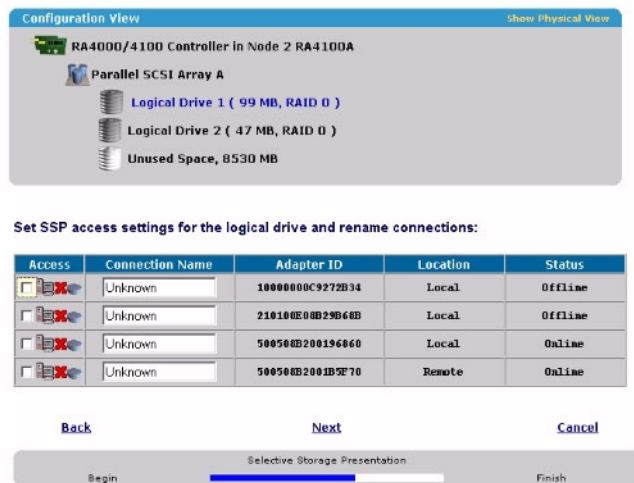 Configuration View Show Physical View
RA4000/4100 Controller in Node 2 RA4100A
Parallel SCSI Array A
Logical Drive 1 ( 99 MB, RAID 0 )
Logical Drive 2 ( 47 MB, RAID 0 )
Unused Space, 8530 MB
Set SSP access settings for the logical drive and rename connections:
Access Connection Name Adapter ID Location Status
Unknown 10000000C9272B34 Local Offline
Unknown 210100E08B29B68B Local Offline
Unknown 500508B200196860 Local Online
Unknown 500508B2001B5F70 Remote Online
Back Next Cancel
Selective Storage Presentation
Begin Finish